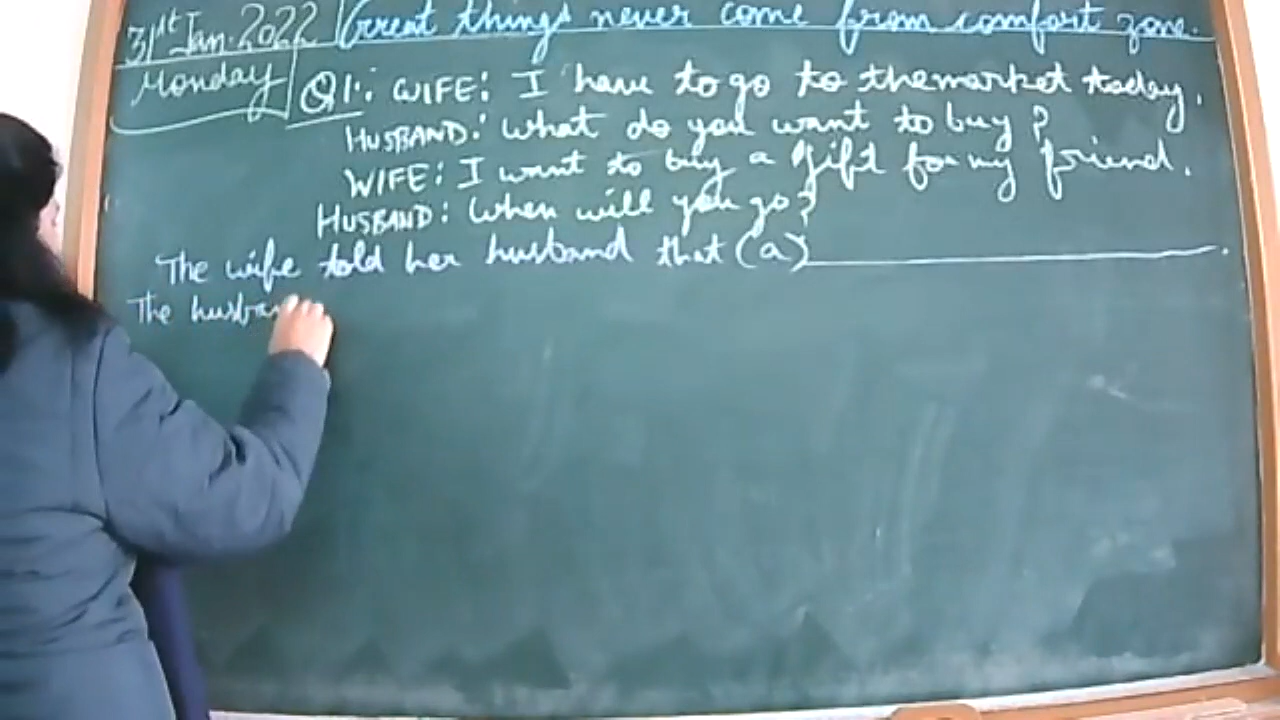 31st Jan. 2022 Great things never come from comfort zone.
Monday
Q1: WIFE: I have to go to the market today.
HUSBAND: What do you want to buy?
WIFE: I want to buy a gift for my friend.
HUSBAND: When will you go?
The wife told her husband that (a)__________.
The husban